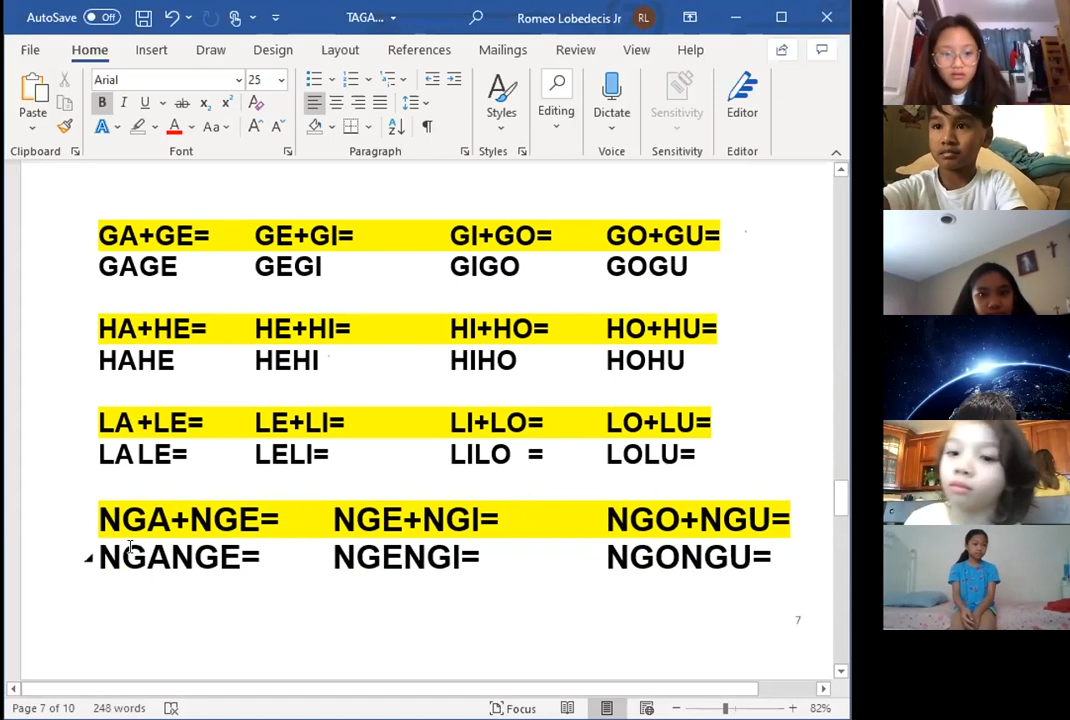 AutoSave Off TAGA... Romeo Lobedecis Jr RL
File Home Insert Draw Design Layout References Mailings Review View Help
Arial 25
Paste B I U ab x₂ x² A Aa A A Styles Editing Dictate Sensitivity Editor
Clipboard Font Paragraph Styles Voice Sensitivity Editor
GA+GE= GE+GI= GI+GO= GO+GU=
GAGE GEGI GIGO GOGU
HA+HE= HE+HI= HI+HO= HO+HU=
HAHE HEHI HIHO HOHU
LA+LE= LE+LI= LI+LO= LO+LU=
LALE= LELI= LILO = LOLU=
NGA+NGE= NGE+NGI= NGO+NGU=
NGANGE= NGENGI= NGONGU=
7
Page 7 of 10 248 words Focus 82%